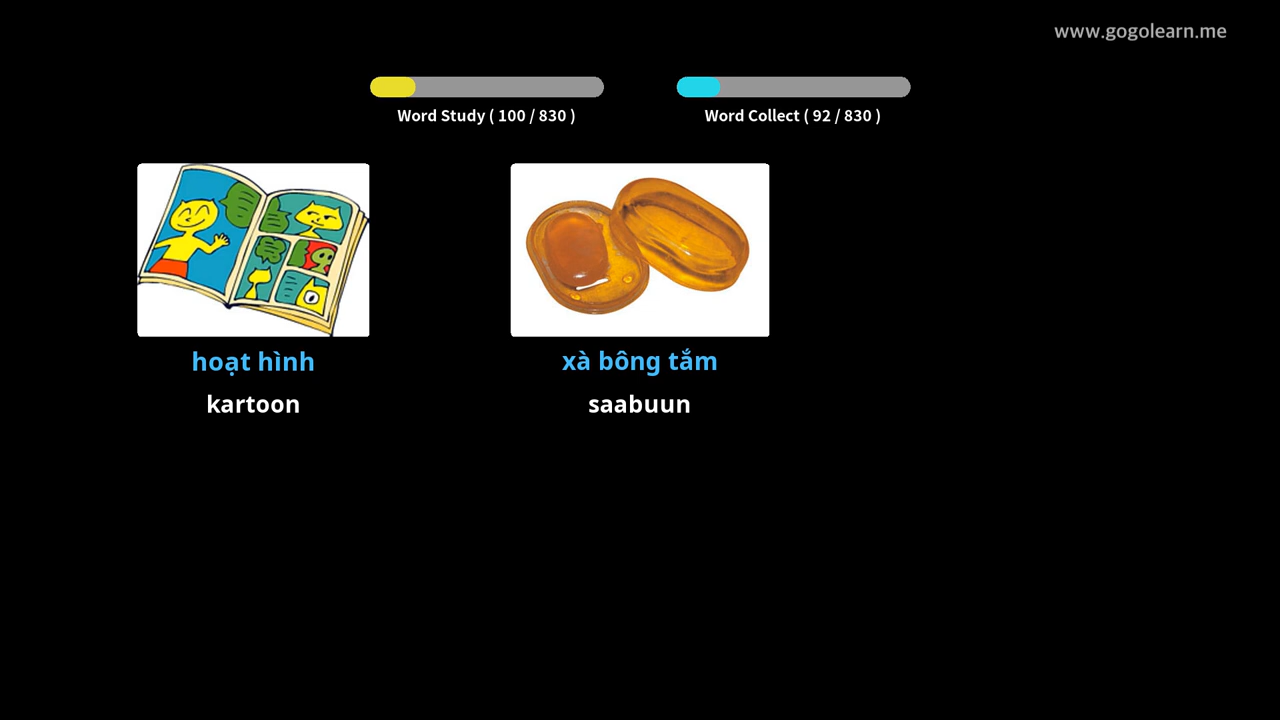 www.gogolearn.me
Word Study ( 100 / 830 )
Word Collect ( 92 / 830 )
hoạt hình
kartoon
xà bông tắm
saabuun